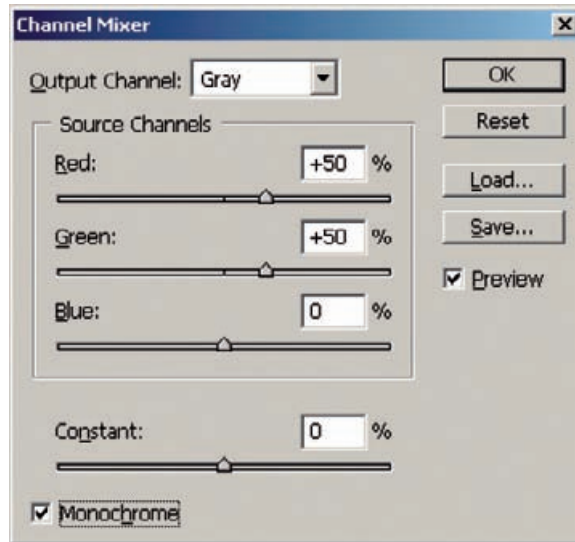 Channel Mixer
Output Channel: Gray
OK
Source Channels
Reset
Red: +50 %
Load...
Green: +50 %
Save...
Preview
Blue: 0 %
Constant: 0 %
Monochrome